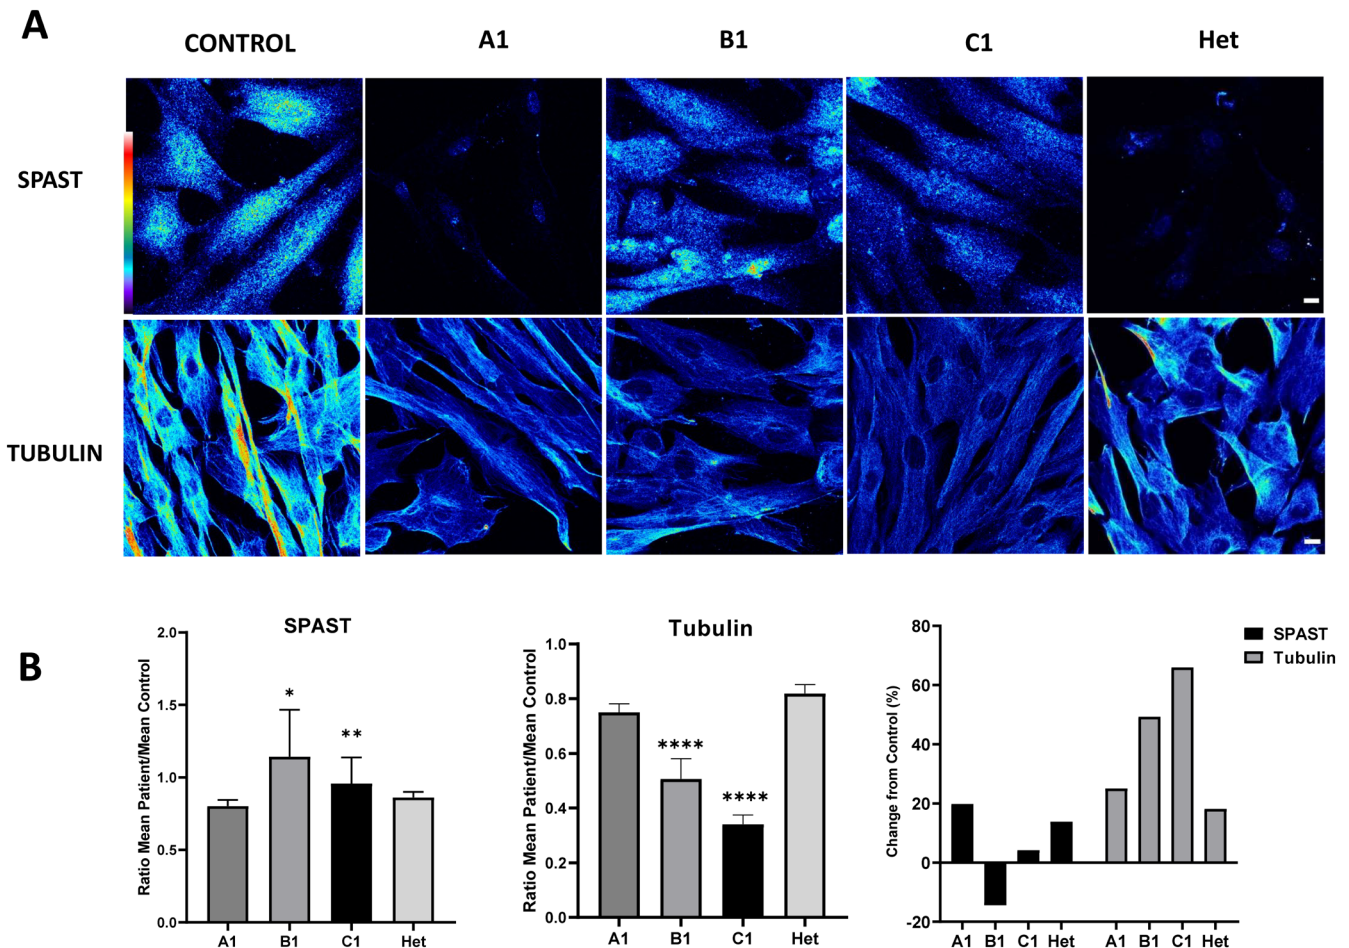 A
CONTROL A1 B1 C1 Het
SPAST
TUBULIN
B
SPAST
Ratio Mean Patient/Mean Control
2.0
1.5
1.0
0.5
0.0
*
**
A1 B1 C1 Het
Tubulin
Ratio Mean Patient/Mean Control
1.0
0.8
0.6
0.4
0.2
0.0
****
****
A1 B1 C1 Het
Change from Control (%)
80
60
40
20
0
-20
A1 B1 C1 Het A1 B1 C1 Het
SPAST
Tubulin